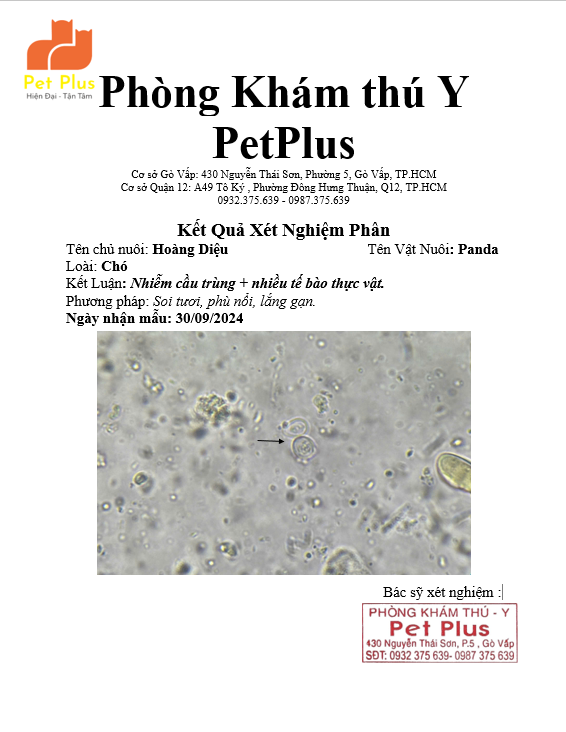 Pet Plus
Hiện Đại - Tận Tâm
Phòng Khám thú Y
PetPlus
Cơ sở Gò Vấp: 430 Nguyễn Thái Sơn, Phường 5, Gò Vấp, TP.HCM
Cơ sở Quận 12: A49 Tô Ký , Phường Đông Hưng Thuận, Q12, TP.HCM
0932.375.639 - 0987.375.639
Kết Quả Xét Nghiệm Phân
Tên chủ nuôi: Hoàng Diệu Tên Vật Nuôi: Panda
Loài: Chó
Kết Luận: Nhiễm cầu trùng + nhiều tế bào thực vật.
Phương pháp: Soi tươi, phù nổi, lắng gạn.
Ngày nhận mẫu: 30/09/2024
Bác sỹ xét nghiệm :
PHÒNG KHÁM THÚ - Y
Pet Plus
430 Nguyễn Thái Sơn, P.5 , Gò Vấp
SĐT: 0932 375 639- 0987 375 639